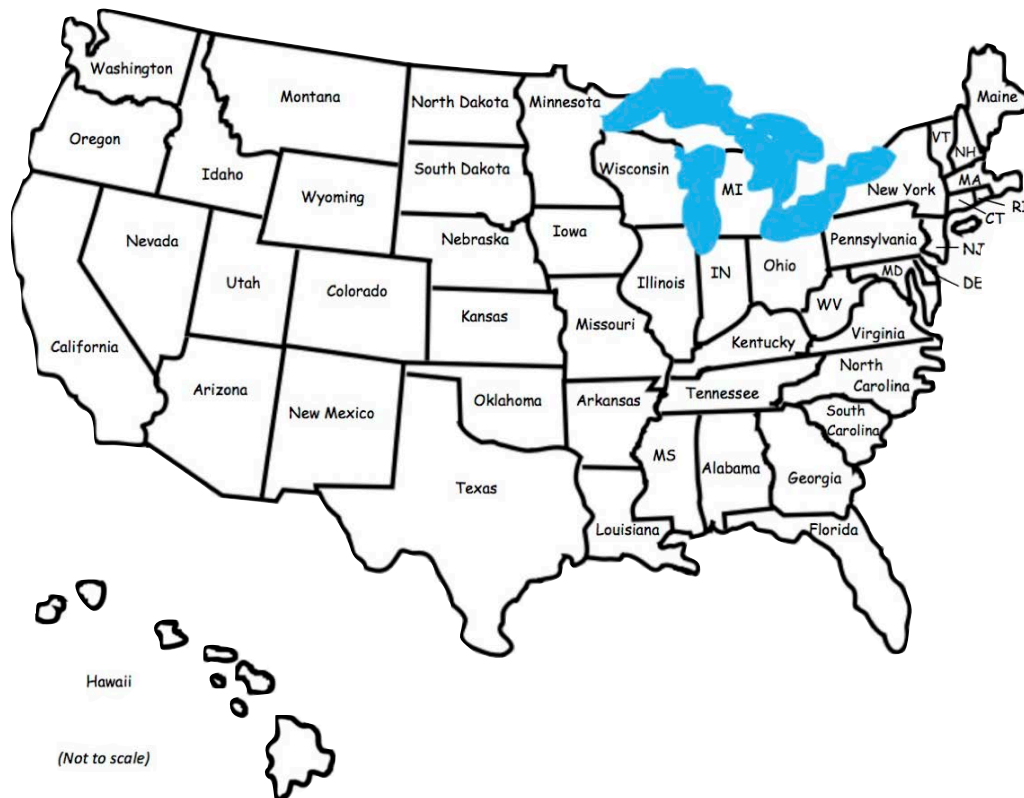 Washington
Montana
North Dakota
Minnesota
Maine
Oregon
VT
NH
Idaho
South Dakota
Wisconsin
MI
MA
Wyoming
New York
RI
CT
Nevada
Nebraska
Iowa
Pennsylvania
NJ
Utah
Colorado
Illinois
IN
Ohio
MD
DE
WV
Kansas
Missouri
Virginia
California
Kentucky
North
Carolina
Arizona
New Mexico
Oklahoma
Arkansas
Tennessee
South
Carolina
MS
Alabama
Georgia
Texas
Louisiana
Florida
Hawaii
(Not to scale)